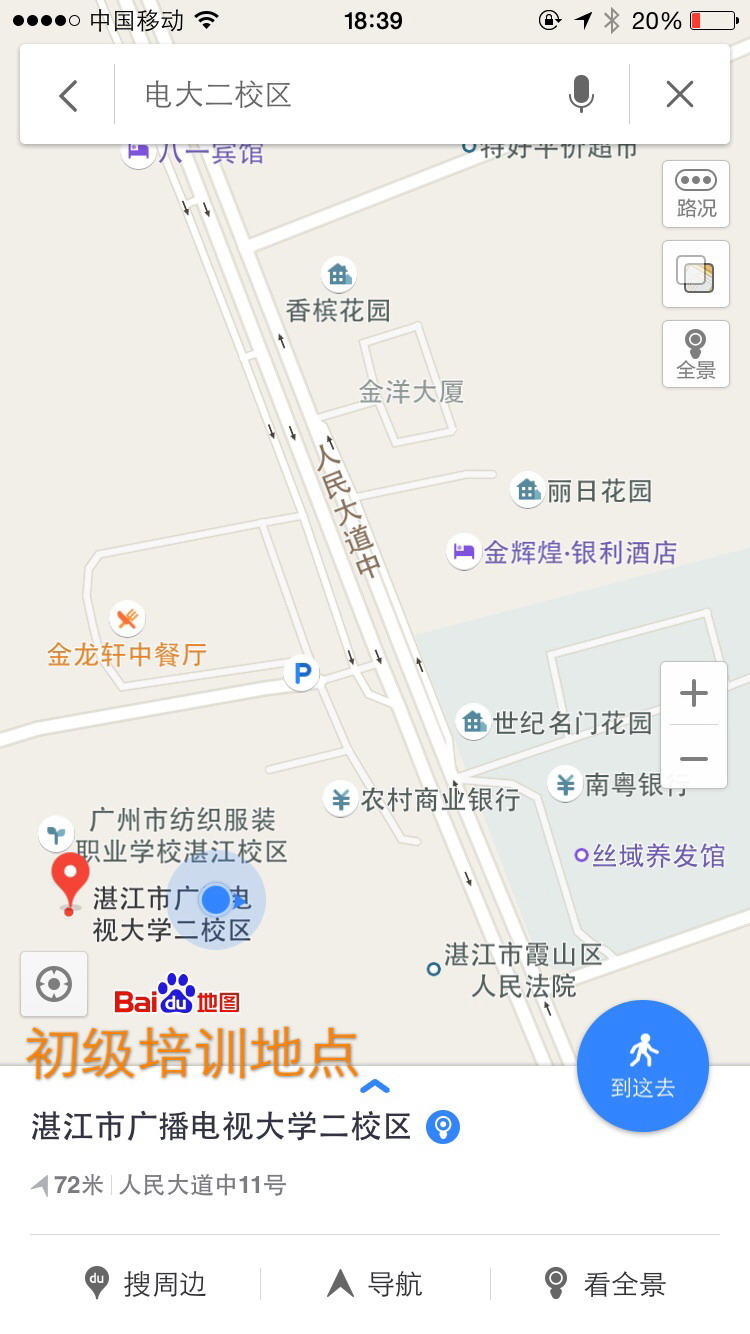 中国移动
18:39
20%
电大二校区
八一宾馆
特好平价超市
路况
香槟花园
全景
金洋大厦
人民大道中
丽日花园
金辉煌·银利酒店
金龙轩中餐厅
P
世纪名门花园
南粤银行
农村商业银行
广州市纺织服装
职业学校湛江校区
丝域养发馆
湛江市广 电
视大学二校区
湛江市霞山区
人民法院
Bai du 地图
初级培训地点
到这去
湛江市广播电视大学二校区
72米
人民大道中11号
du
搜周边
导航
看全景